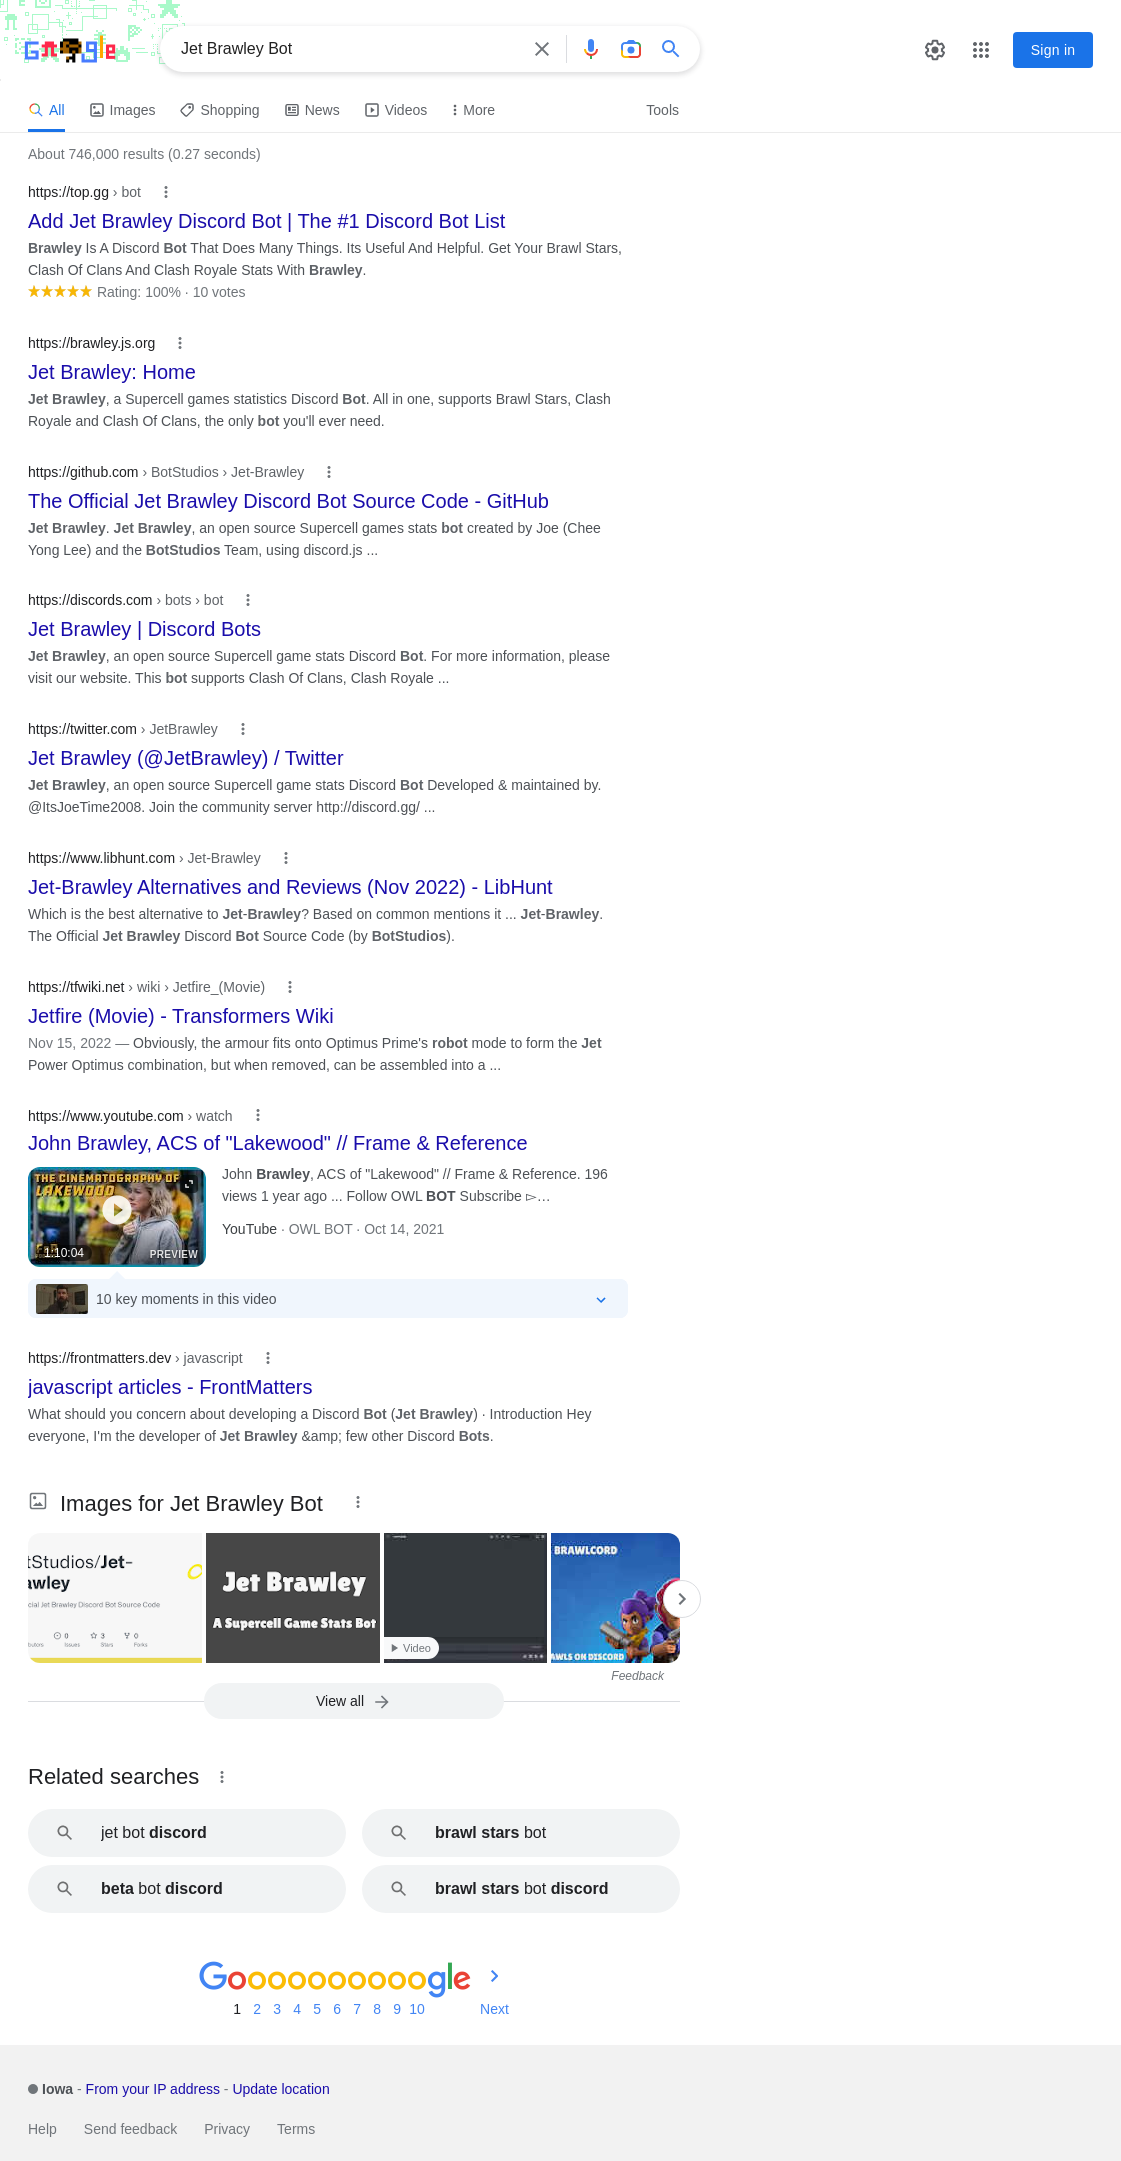 Jet Brawley Bot
Sign in
All
Images
Shopping
News
Videos
More
Tools
About 746,000 results (0.27 seconds)
https://top.gg › bot
Add Jet Brawley Discord Bot | The #1 Discord Bot List
Brawley Is A Discord Bot That Does Many Things. Its Useful And Helpful. Get Your Brawl Stars,
Clash Of Clans And Clash Royale Stats With Brawley.
Rating: 100% · 10 votes
https://brawley.js.org
Jet Brawley: Home
Jet Brawley, a Supercell games statistics Discord Bot. All in one, supports Brawl Stars, Clash
Royale and Clash Of Clans, the only bot you'll ever need.
https://github.com › BotStudios › Jet-Brawley
The Official Jet Brawley Discord Bot Source Code - GitHub
Jet Brawley. Jet Brawley, an open source Supercell games stats bot created by Joe (Chee
Yong Lee) and the BotStudios Team, using discord.js ...
https://discords.com › bots › bot
Jet Brawley | Discord Bots
Jet Brawley, an open source Supercell game stats Discord Bot. For more information, please
visit our website. This bot supports Clash Of Clans, Clash Royale ...
https://twitter.com › JetBrawley
Jet Brawley (@JetBrawley) / Twitter
Jet Brawley, an open source Supercell game stats Discord Bot Developed & maintained by.
@ItsJoeTime2008. Join the community server http://discord.gg/ ...
https://www.libhunt.com › Jet-Brawley
Jet-Brawley Alternatives and Reviews (Nov 2022) - LibHunt
Which is the best alternative to Jet-Brawley? Based on common mentions it ... Jet-Brawley.
The Official Jet Brawley Discord Bot Source Code (by BotStudios).
https://tfwiki.net › wiki › Jetfire_(Movie)
Jetfire (Movie) - Transformers Wiki
Nov 15, 2022 — Obviously, the armour fits onto Optimus Prime's robot mode to form the Jet
Power Optimus combination, but when removed, can be assembled into a ...
https://www.youtube.com › watch
John Brawley, ACS of "Lakewood" // Frame & Reference
THE CINEMATOGRAPHY OF
LAKEWOOD
1:10:04
PREVIEW
John Brawley, ACS of "Lakewood" // Frame & Reference. 196
views 1 year ago ... Follow OWL BOT Subscribe ▻…
YouTube · OWL BOT · Oct 14, 2021
10 key moments in this video
https://frontmatters.dev › javascript
javascript articles - FrontMatters
What should you concern about developing a Discord Bot (Jet Brawley) · Introduction Hey
everyone, I'm the developer of Jet Brawley &amp; few other Discord Bots.
Images for Jet Brawley Bot
tStudios/Jet-
awley
cial Jet Brawley Discord Bot Source Code
0
3
0
Issues
Stars
Forks
Jet Brawley
A Supercell Game Stats Bot
Video
BRAWLCORD
AWLS ON DISCORD
Feedback
View all
Related searches
jet bot discord
brawl stars bot
beta bot discord
brawl stars bot discord
Goooooooooogle
1 2 3 4 5 6 7 8 9 10 Next
Iowa - From your IP address - Update location
Help
Send feedback
Privacy
Terms